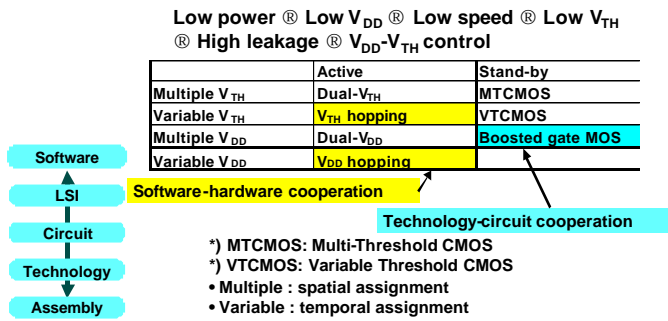 Low power ® Low VDD ® Low speed ® Low VTH
® High leakage ® VDD-VTH control
Active Stand-by
Multiple VTH Dual-VTH MTCMOS
Variable VTH VTH hopping VTCMOS
Multiple VDD Dual-VDD Boosted gate MOS
Variable VDD VDD hopping
Software
LSI
Circuit
Technology
Assembly
Software-hardware cooperation
Technology-circuit cooperation
*) MTCMOS: Multi-Threshold CMOS
*) VTCMOS: Variable Threshold CMOS
• Multiple : spatial assignment
• Variable : temporal assignment